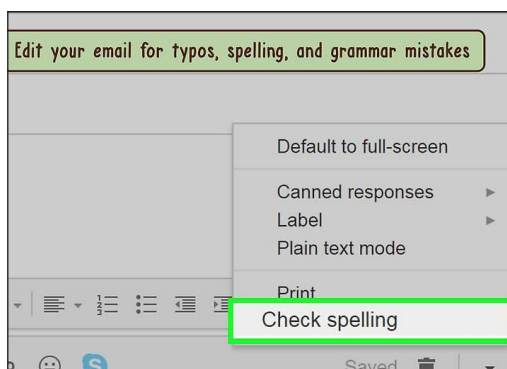 Edit your email for typos, spelling, and grammar mistakes
Default to full-screen
Canned responses
Label
Plain text mode
Print
Check spelling
Saved